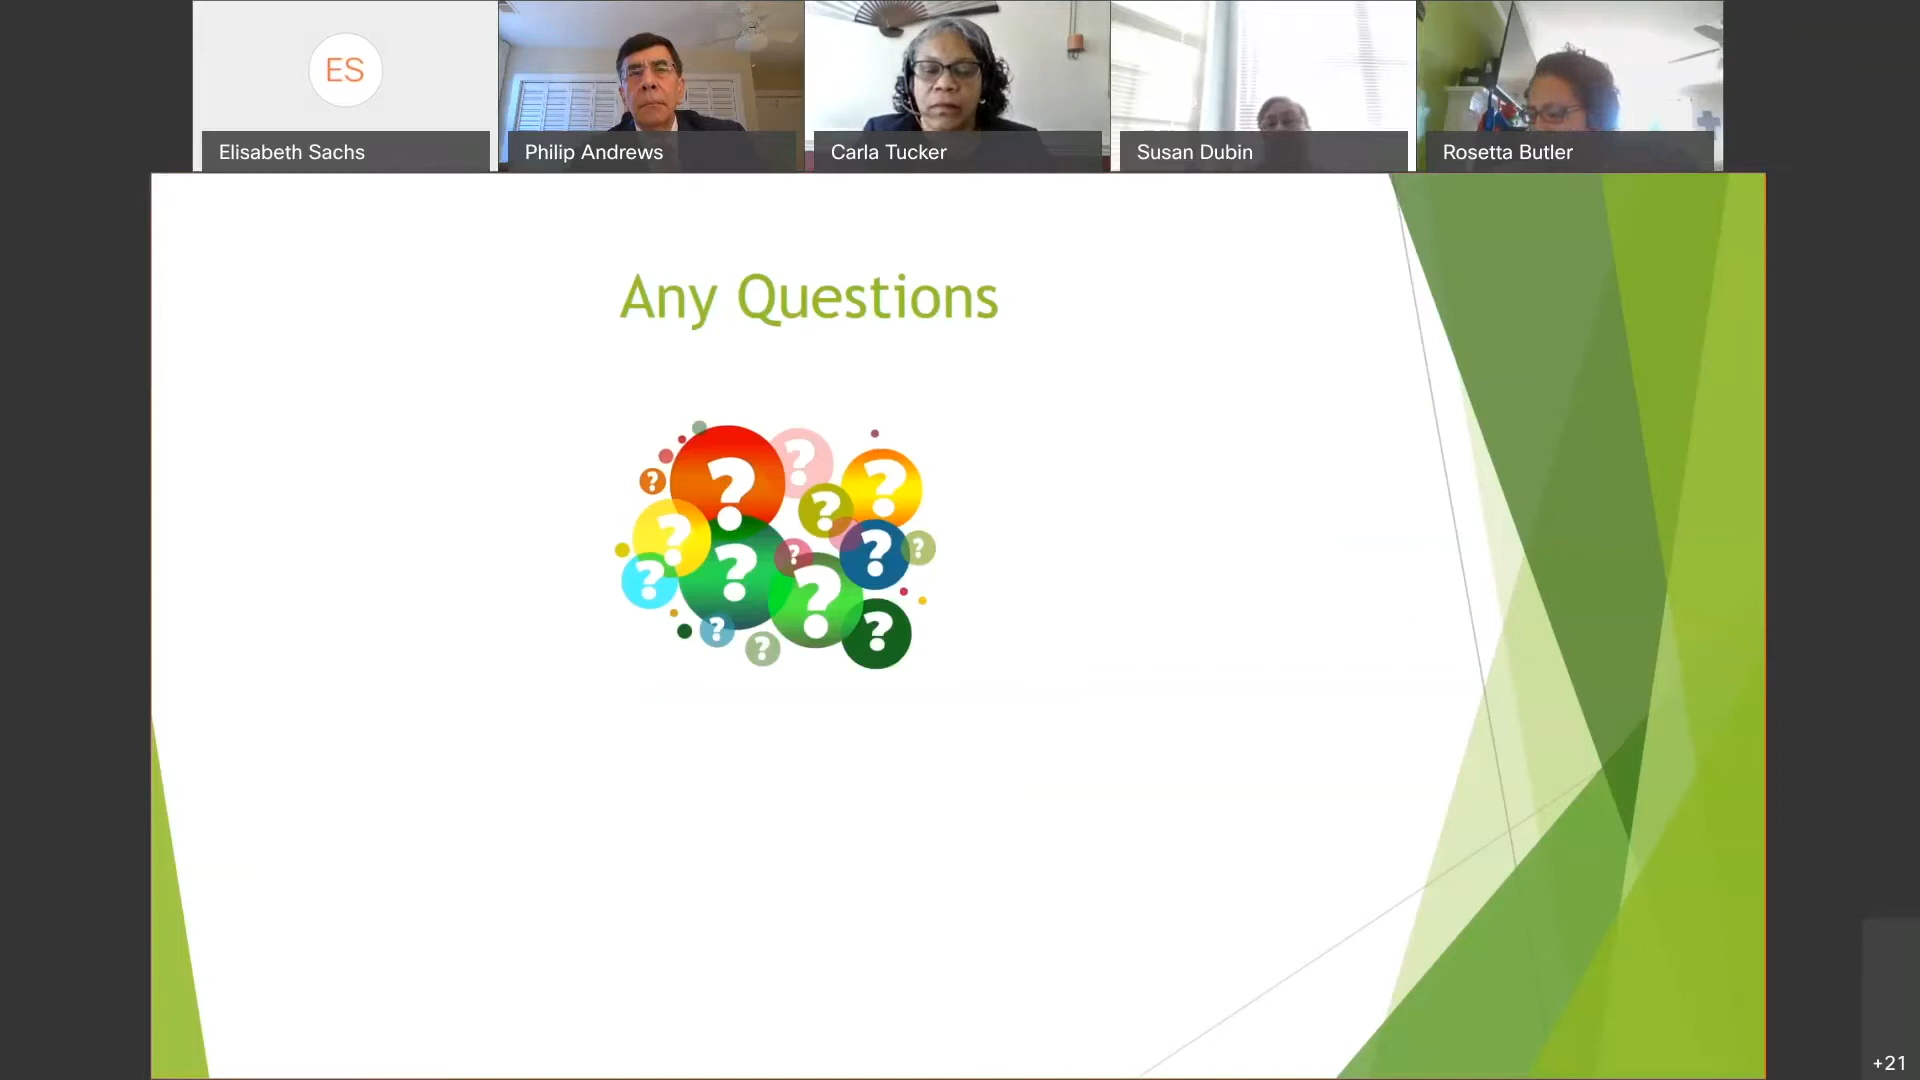 ES
Elisabeth Sachs
Philip Andrews
Carla Tucker
Susan Dubin
Rosetta Butler
Any Questions
? ? ?
? ?
? ? ?
? ? ?
? ?
? ?
?
+21